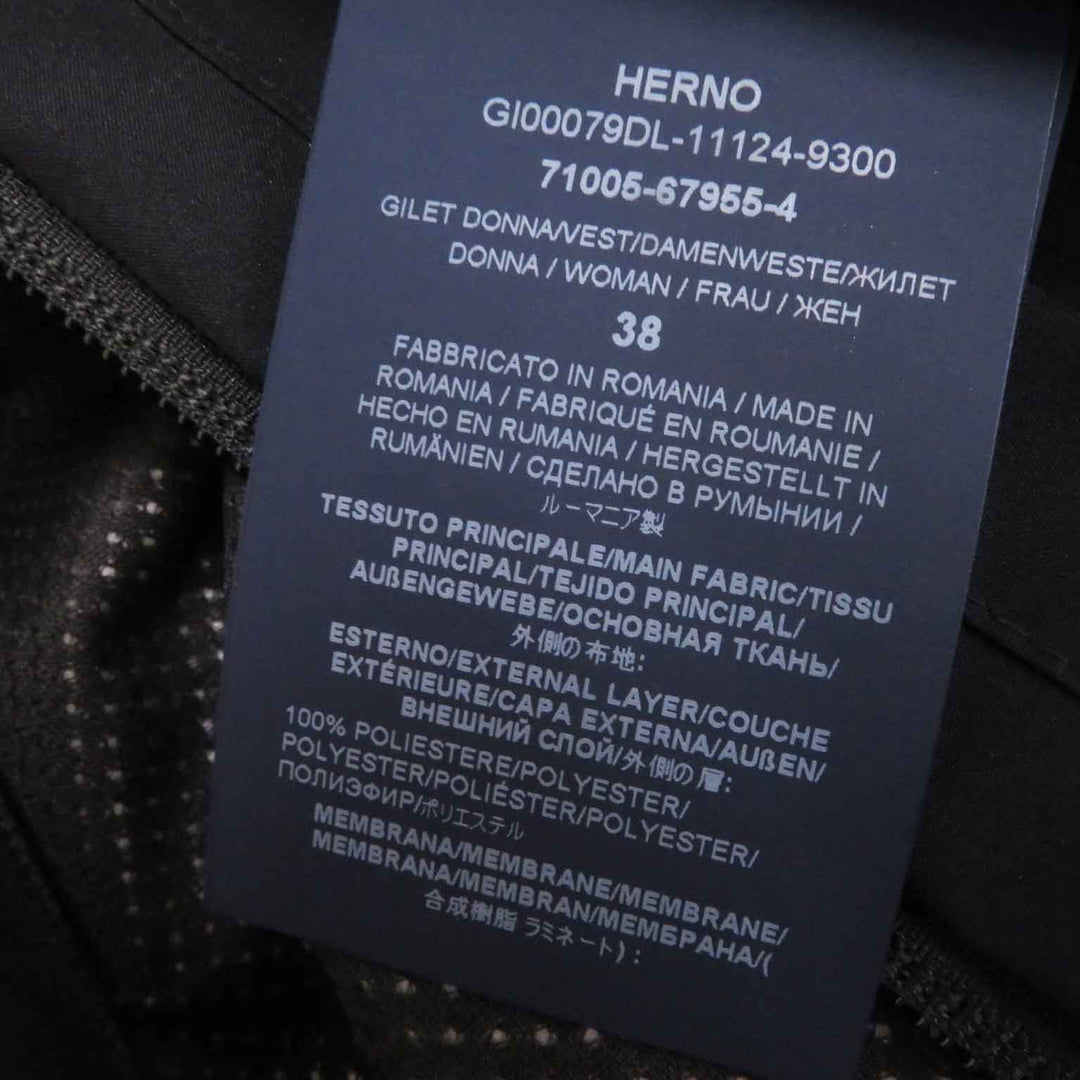 HERNO
GI00079DL-11124-9300
71005-67955-4
GILET DONNA/VEST/DAMENWESTE/ЖИЛЕТ
DONNA / WOMAN / FRAU / ЖЕН
38
FABBRICATO IN ROMANIA / MADE IN
ROMANIA / FABRIQUÉ EN ROUMANIE /
HECHO EN RUMANIA / HERGESTELLT IN
RUMÄNIEN / СДЕЛАНО В РУМЫНИИ /
ルーマニア製
TESSUTO PRINCIPALE/MAIN FABRIC/TISSU
PRINCIPAL/TEJIDO PRINCIPAL/
AUßENGEWEBE/ОСНОВНАЯ ТКАНЬ/
外側の布地:
ESTERNO/EXTERNAL LAYER/COUCHE
EXTÉRIEURE/CAPA EXTERNA/AUßEN/
ВНЕШНИЙ СЛОЙ/外側の層:
100% POLIESTERE/POLYESTER/
POLYESTER/POLIÉSTER/POLYESTER/
ПОЛИЭФИР/ポリエステル
MEMBRANA/MEMBRANE/MEMBRANE/
MEMBRANA/MEMBRAN/МЕМБРАНА/(
合成樹脂 ラミネート) :